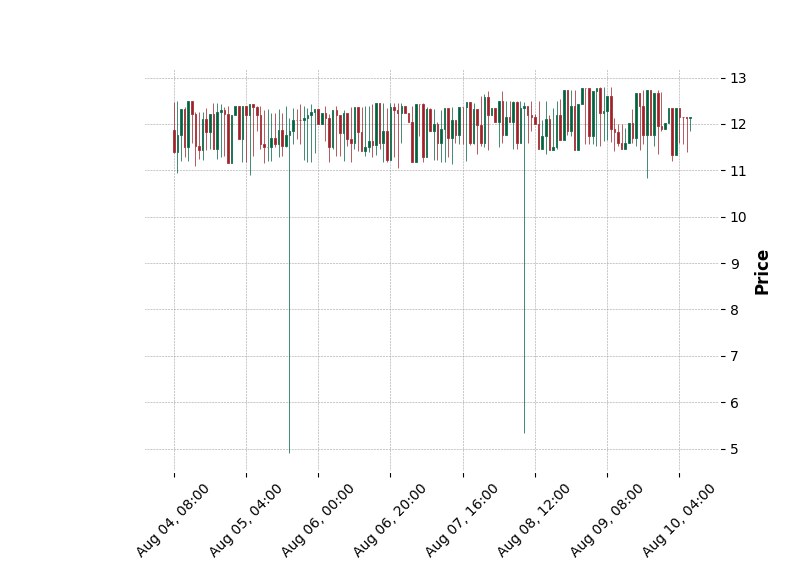 13
12
11
10
9
8
7
6
5
Price
Aug 04, 08:00
Aug 05, 04:00
Aug 06, 00:00
Aug 06, 20:00
Aug 07, 16:00
Aug 08, 12:00
Aug 09, 08:00
Aug 10, 04:00